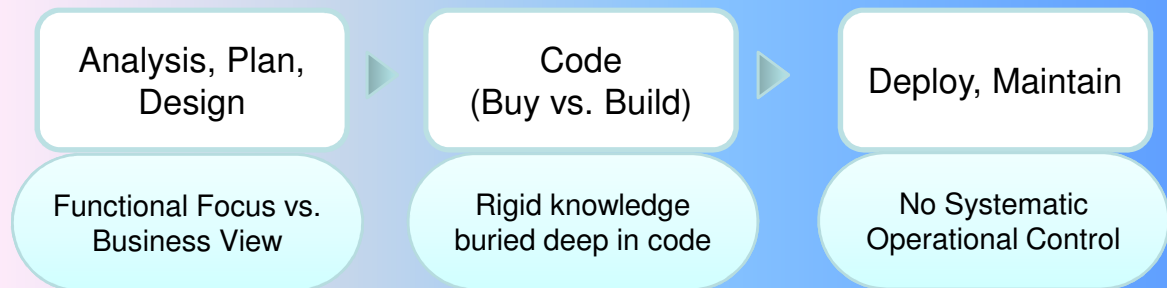 Analysis, Plan,
Design
Functional Focus vs.
Business View
Code
(Buy vs. Build)
Rigid knowledge
buried deep in code
Deploy, Maintain
No Systematic
Operational Control